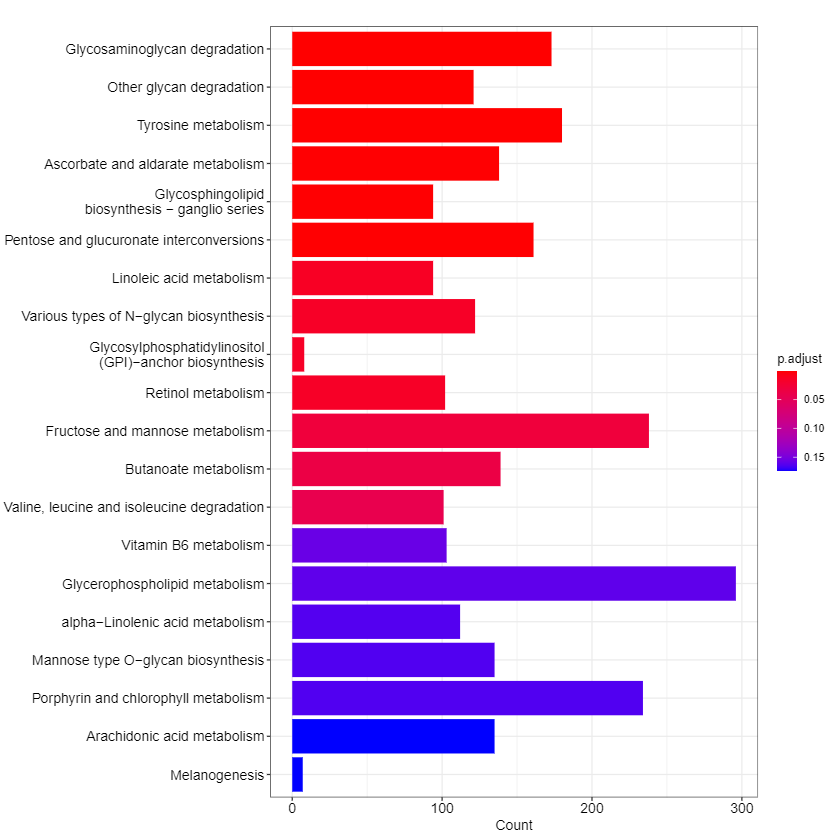 Glycosaminoglycan degradation
Other glycan degradation
Tyrosine metabolism
Ascorbate and aldarate metabolism
Glycosphingolipid
biosynthesis − ganglio series
Pentose and glucuronate interconversions
Linoleic acid metabolism
Various types of N−glycan biosynthesis
Glycosylphosphatidylinositol
(GPI)−anchor biosynthesis
Retinol metabolism
Fructose and mannose metabolism
Butanoate metabolism
Valine, leucine and isoleucine degradation
Vitamin B6 metabolism
Glycerophospholipid metabolism
alpha−Linolenic acid metabolism
Mannose type O−glycan biosynthesis
Porphyrin and chlorophyll metabolism
Arachidonic acid metabolism
Melanogenesis
0 100 200 300
Count
p.adjust
0.05
0.10
0.15